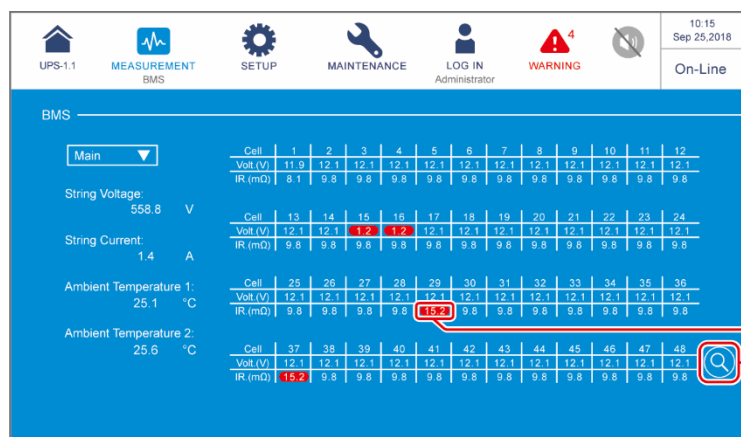 10:15
Sep 25,2018
4
UPS-1.1 MEASUREMENT SETUP MAINTENANCE LOG IN WARNING On-Line
BMS Administrator
BMS
Main
String Voltage:
558.8 V
String Current:
1.4 A
Ambient Temperature 1:
25.1 °C
Ambient Temperature 2:
25.6 °C
Cell 1 2 3 4 5 6 7 8 9 10 11 12
Volt.(V) 11.9 12.1 12.1 12.1 12.1 12.1 12.1 12.1 12.1 12.1 12.1 12.1
IR.(mΩ) 8.1 9.8 9.8 9.8 9.8 9.8 9.8 9.8 9.8 9.8 9.8 9.8
Cell 13 14 15 16 17 18 19 20 21 22 23 24
Volt.(V) 12.1 12.1 1.2 1.2 12.1 12.1 12.1 12.1 12.1 12.1 12.1 12.1
IR.(mΩ) 9.8 9.8 9.8 9.8 9.8 9.8 9.8 9.8 9.8 9.8 9.8 9.8
Cell 25 26 27 28 29 30 31 32 33 34 35 36
Volt.(V) 12.1 12.1 12.1 12.1 12.1 12.1 12.1 12.1 12.1 12.1 12.1 12.1
IR.(mΩ) 9.8 9.8 9.8 9.8 15.2 9.8 9.8 9.8 9.8 9.8 9.8 9.8
Cell 37 38 39 40 41 42 43 44 45 46 47 48
Volt.(V) 12.1 12.1 12.1 12.1 12.1 12.1 12.1 12.1 12.1 12.1 12.1 12.1
IR.(mΩ) 15.2 9.8 9.8 9.8 9.8 9.8 9.8 9.8 9.8 9.8 9.8 9.8